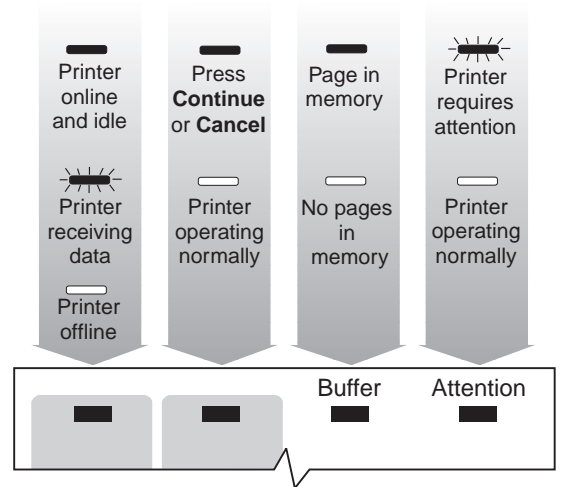 Printer
online
and idle
Printer
receiving
data
Printer
offline
Press
Continue
or Cancel
Printer
operating
normally
Page in
memory
No pages
in
memory
Printer
requires
attention
Printer
operating
normally
Buffer
Attention